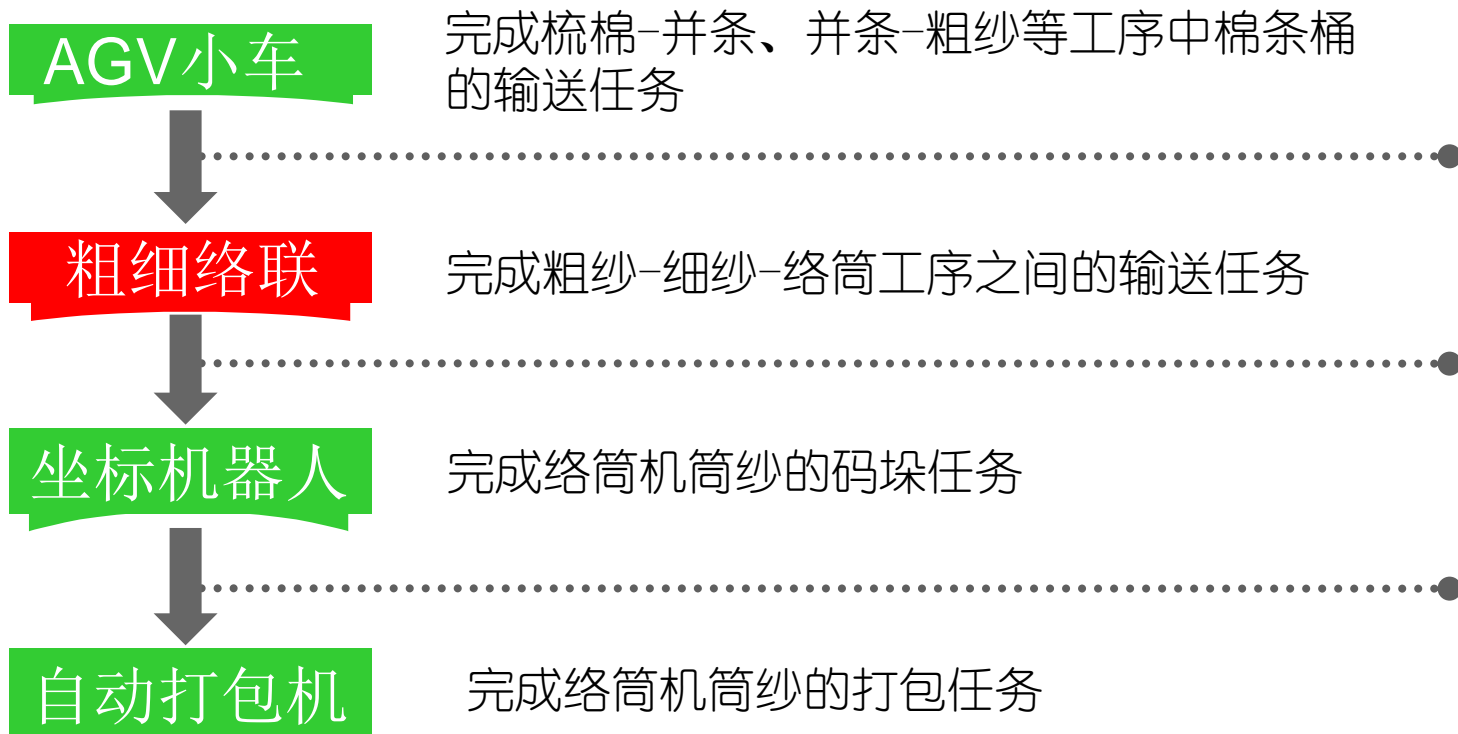 AGV小车
完成梳棉-并条、并条-粗纱等工序中棉条桶
的输送任务
粗细络联
完成粗纱-细纱-络筒工序之间的输送任务
坐标机器人
完成络筒机筒纱的码垛任务
自动打包机
完成络筒机筒纱的打包任务